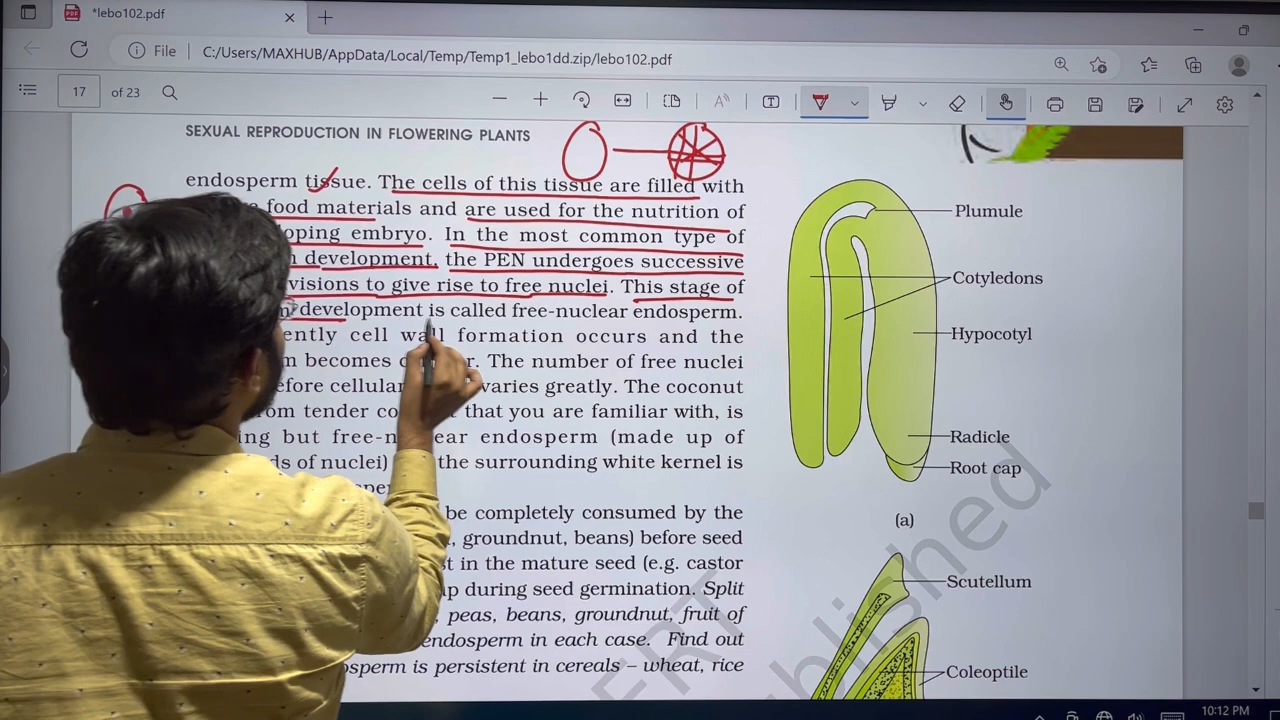 *lebo102.pdf
File
C:/Users/MAXHUB/AppData/Local/Temp/Temp1_lebo1dd.zip/lebo102.pdf
17
of 23
SEXUAL REPRODUCTION IN FLOWERING PLANTS
endosperm tissue. The cells of this tissue are filled with
food materials and are used for the nutrition of
oping embryo. In the most common type of
development, the PEN undergoes successive
visions to give rise to free nuclei. This stage of
development is called free-nuclear endosperm.
ently cell wall formation occurs and the
m becomes r. The number of free nuclei
efore cellular varies greatly. The coconut
om tender co that you are familiar with, is
ing but free-n ear endosperm (made up of
ds of nuclei) the surrounding white kernel is
be completely consumed by the
, groundnut, beans) before seed
t in the mature seed (e.g. castor
up during seed germination. Split
peas, beans, groundnut, fruit of
endosperm in each case. Find out
osperm is persistent in cereals – wheat, rice
Plumule
Cotyledons
Hypocotyl
Radicle
Root cap
(a)
Scutellum
Coleoptile
published
10:12 PM